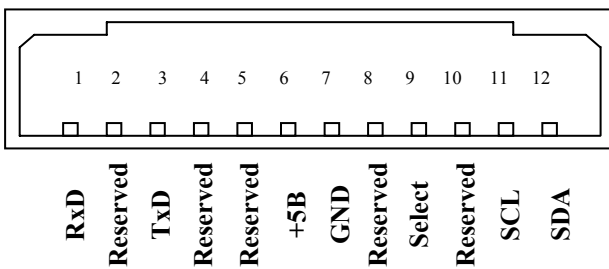 1 2 3 4 5 6 7 8 9 10 11 12
RxD Reserved TxD Reserved Reserved +5B GND Reserved Select Reserved SCL SDA